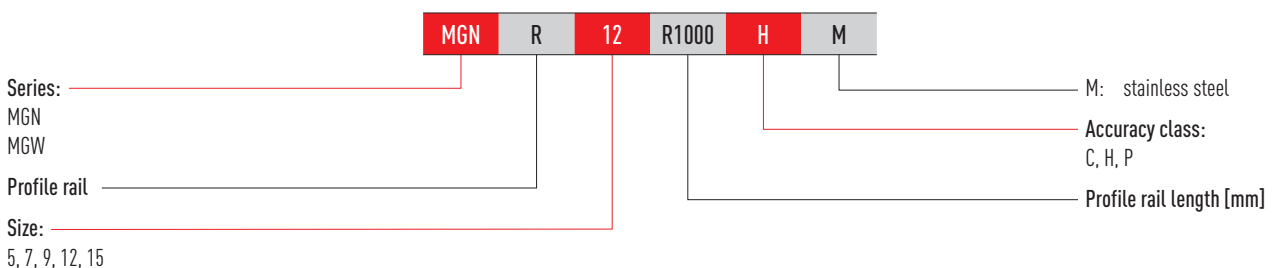 MGN R 12 R1000 H M
Series:
MGN
MGW
Profile rail
Size:
5, 7, 9, 12, 15
M: stainless steel
Accuracy class:
C, H, P
Profile rail length [mm]